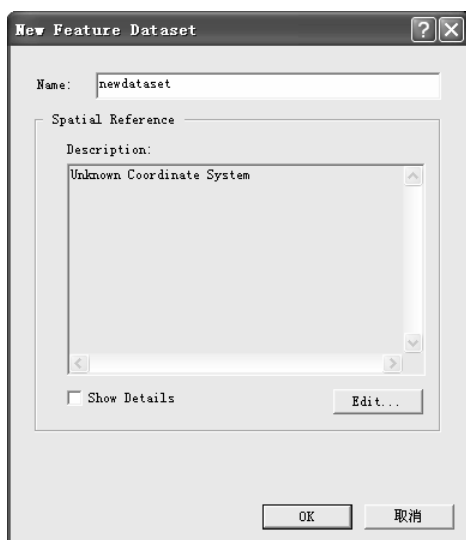 New Feature Dataset
Name: newdataset
Spatial Reference
Description:
Unknown Coordinate System
Show Details
Edit...
OK 取消